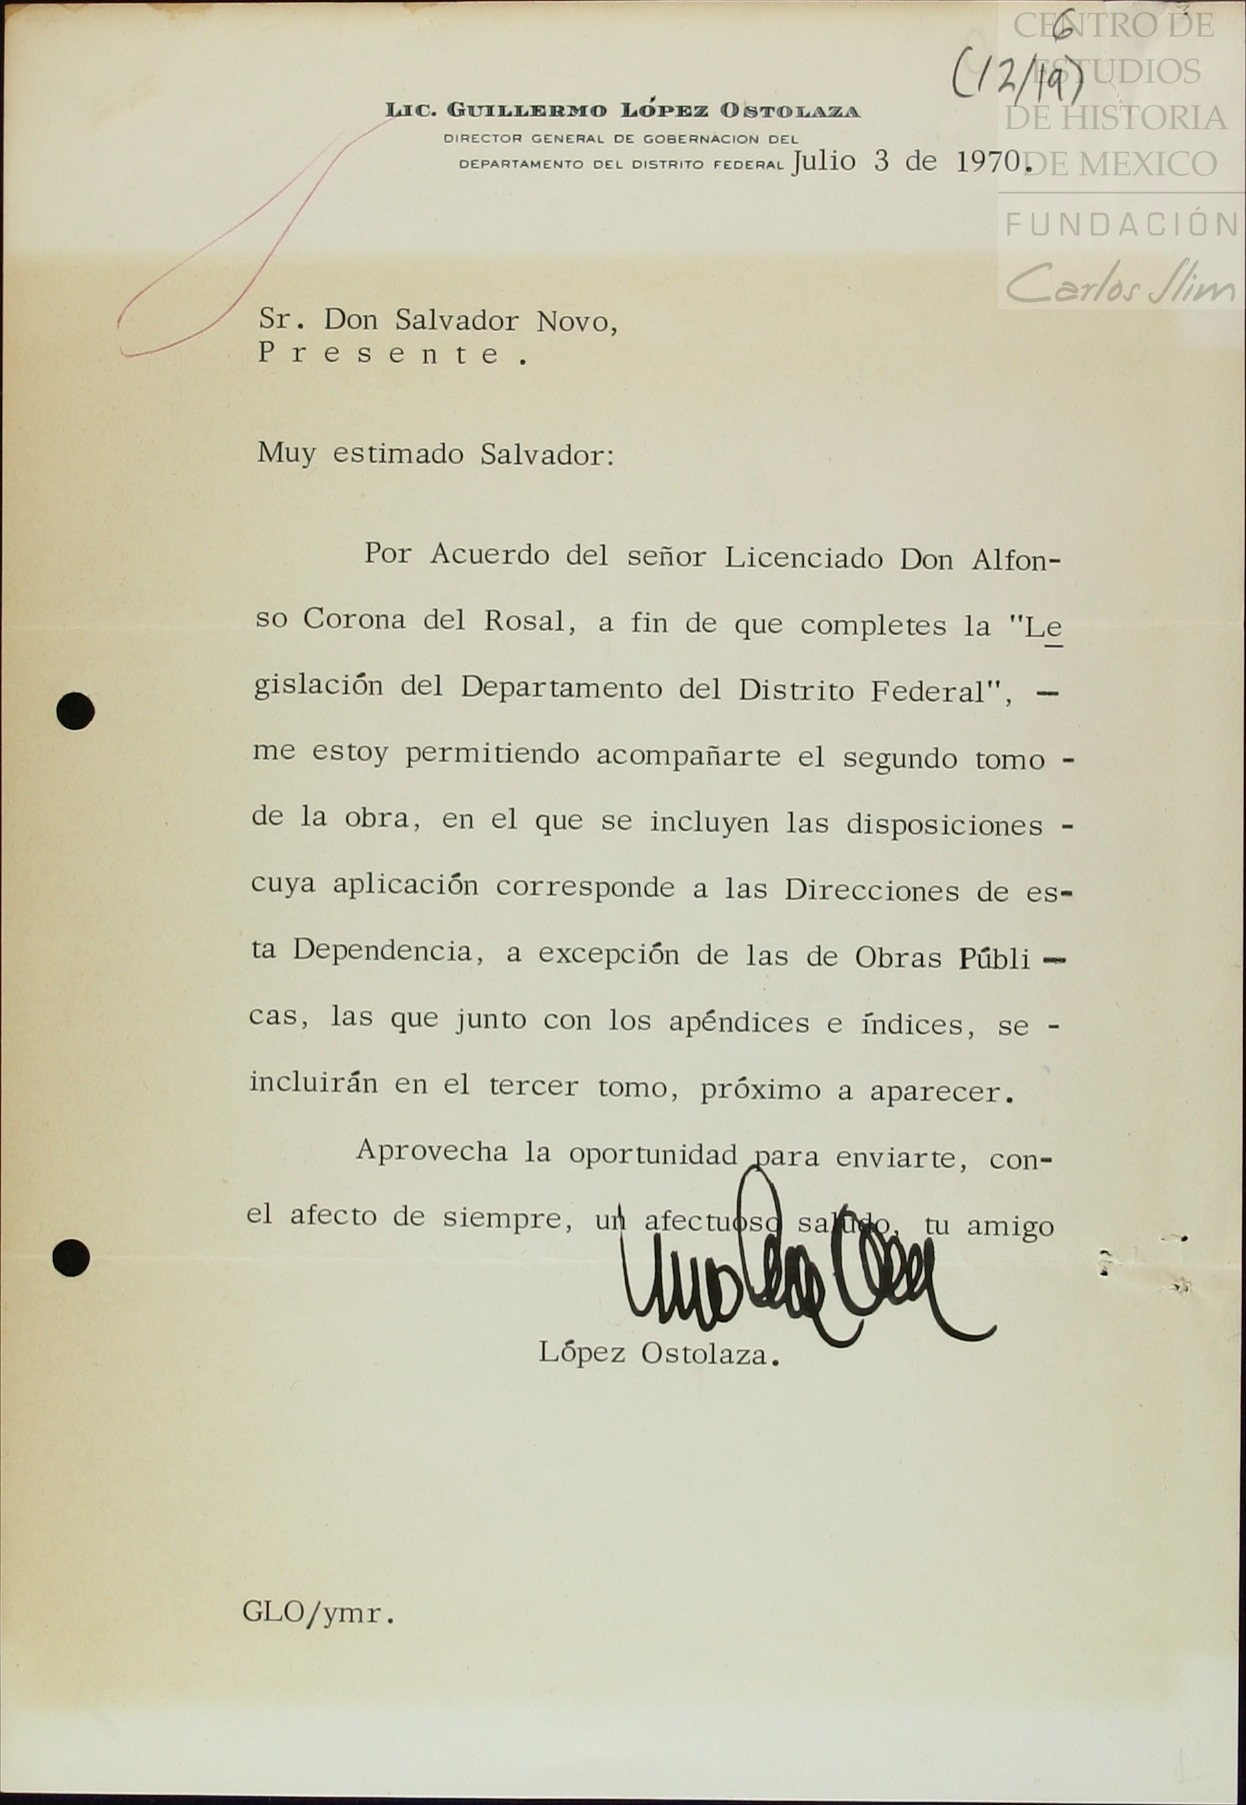 CENTRO DE
ESTUDIOS
DE HISTORIA
DE MEXICO
FUNDACIÓN
Carlos Slim
6
(12/19)
LIC. GUILLERMO LÓPEZ OSTOLAZA
DIRECTOR GENERAL DE GOBERNACION DEL
DEPARTAMENTO DEL DISTRITO FEDERAL Julio 3 de 1970.
Sr. Don Salvador Novo,
P r e s e n t e .
Muy estimado Salvador:
Por Acuerdo del señor Licenciado Don Alfon-
so Corona del Rosal, a fin de que completes la "Le
gislación del Departamento del Distrito Federal", -
me estoy permitiendo acompañarte el segundo tomo -
de la obra, en el que se incluyen las disposiciones -
cuya aplicación corresponde a las Direcciones de es-
ta Dependencia, a excepción de las de Obras Públi -
cas, las que junto con los apéndices e índices, se -
incluirán en el tercer tomo, próximo a aparecer.
Aprovecha la oportunidad para enviarte, con-
el afecto de siempre, un afectuoso saludo, tu amigo
López Ostolaza.
GLO/ymr.